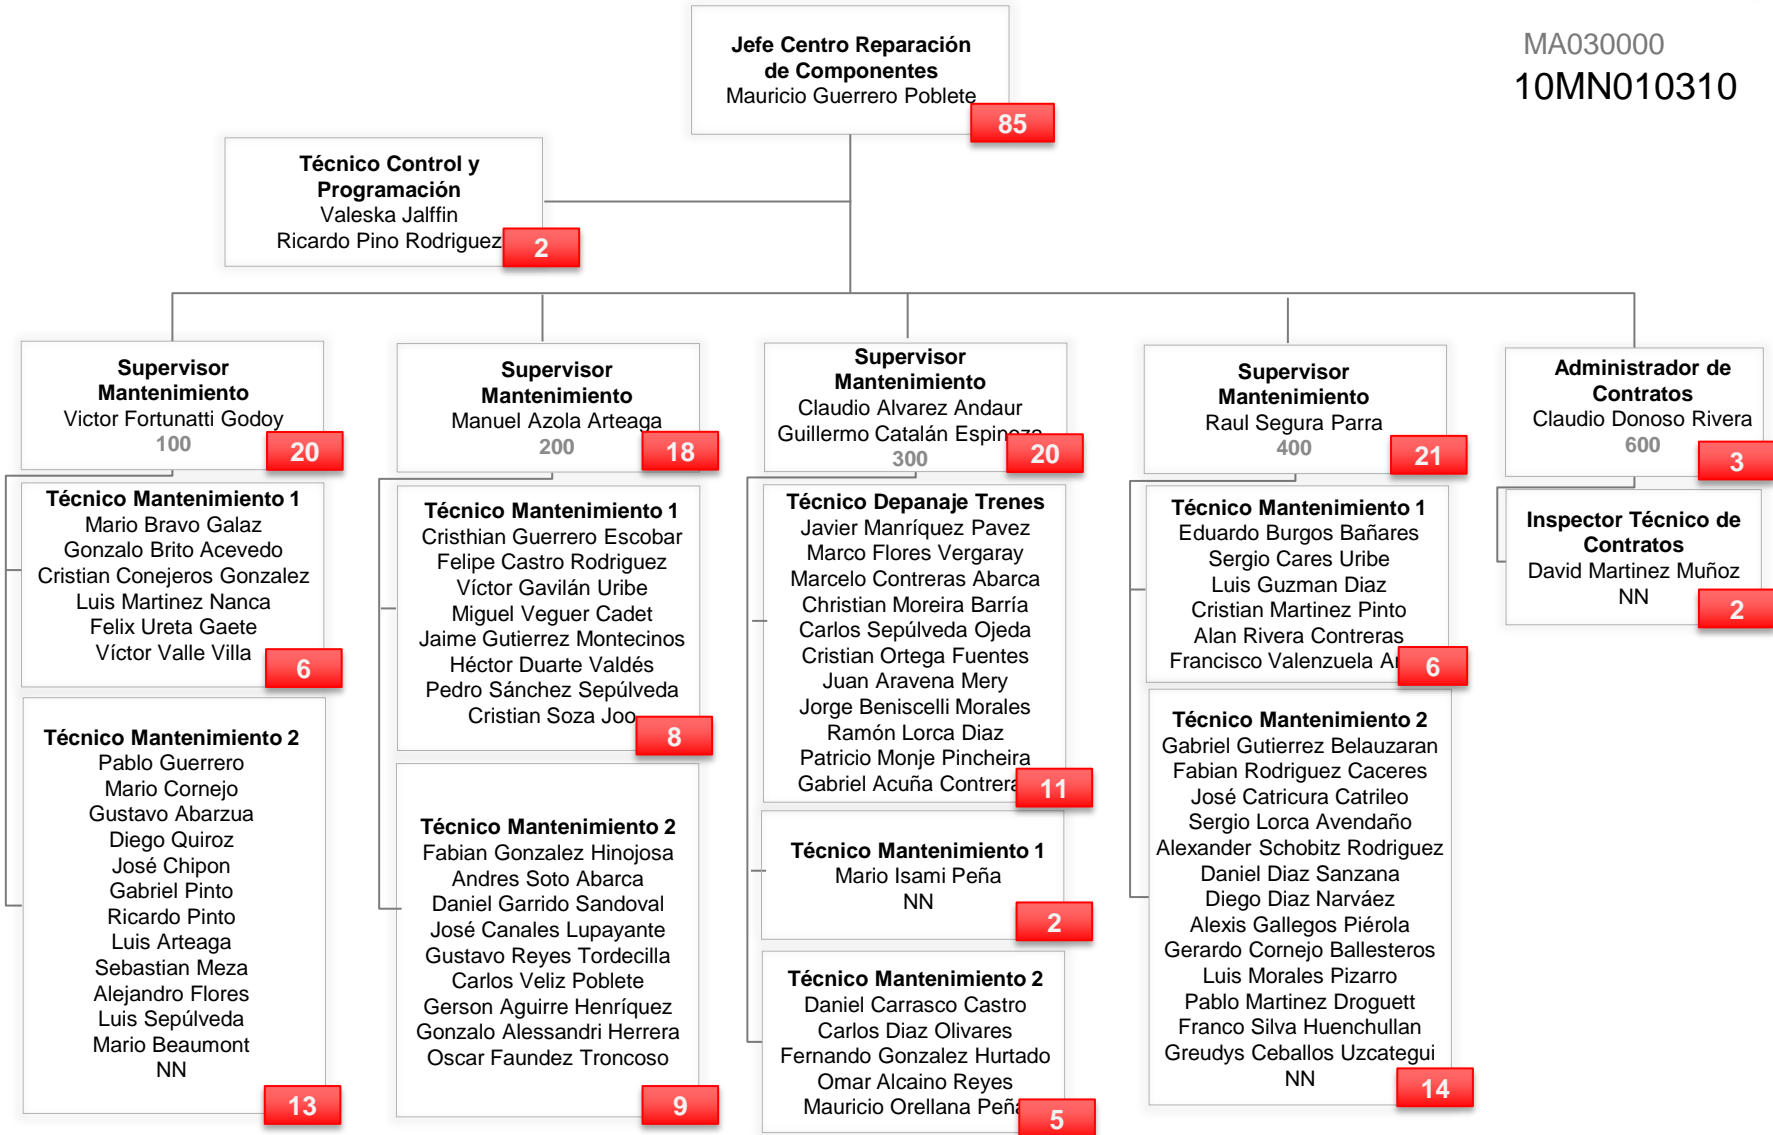 MA030000
10MN010310
Jefe Centro Reparación
de Componentes
Mauricio Guerrero Poblete
85
Técnico Control y
Programación
Valeska Jalffin
Ricardo Pino Rodriguez
2
Supervisor
Mantenimiento
Victor Fortunatti Godoy
100
20
Técnico Mantenimiento 1
Mario Bravo Galaz
Gonzalo Brito Acevedo
Cristian Conejeros Gonzalez
Luis Martinez Nanca
Felix Ureta Gaete
Víctor Valle Villa
6
Técnico Mantenimiento 2
Pablo Guerrero
Mario Cornejo
Gustavo Abarzua
Diego Quiroz
José Chipon
Gabriel Pinto
Ricardo Pinto
Luis Arteaga
Sebastian Meza
Alejandro Flores
Luis Sepúlveda
Mario Beaumont
NN
13
Supervisor
Mantenimiento
Manuel Azola Arteaga
200
18
Técnico Mantenimiento 1
Cristhian Guerrero Escobar
Felipe Castro Rodriguez
Víctor Gavilán Uribe
Miguel Veguer Cadet
Jaime Gutierrez Montecinos
Héctor Duarte Valdés
Pedro Sánchez Sepúlveda
Cristian Soza Joo
8
Técnico Mantenimiento 2
Fabian Gonzalez Hinojosa
Andres Soto Abarca
Daniel Garrido Sandoval
José Canales Lupayante
Gustavo Reyes Tordecilla
Carlos Veliz Poblete
Gerson Aguirre Henríquez
Gonzalo Alessandri Herrera
Oscar Faundez Troncoso
9
Supervisor
Mantenimiento
Claudio Alvarez Andaur
Guillermo Catalán Espinoza
300
20
Técnico Depanaje Trenes
Javier Manríquez Pavez
Marco Flores Vergaray
Marcelo Contreras Abarca
Christian Moreira Barría
Carlos Sepúlveda Ojeda
Cristian Ortega Fuentes
Juan Aravena Mery
Jorge Beniscelli Morales
Ramón Lorca Diaz
Patricio Monje Pincheira
Gabriel Acuña
11
Técnico Mantenimiento 1
Mario Isami Peña
NN
2
Técnico Mantenimiento 2
Daniel Carrasco Castro
Carlos Diaz Olivares
Fernando Gonzalez Hurtado
Omar Alcaino Reyes
Mauricio Orellana Peña
5
Supervisor
Mantenimiento
Raul Segura Parra
400
21
Técnico Mantenimiento 1
Eduardo Burgos Bañares
Sergio Cares Uribe
Luis Guzman Diaz
Cristian Martinez Pinto
Alan Rivera Contreras
Francisco Valenzuela
6
Técnico Mantenimiento 2
Gabriel Gutierrez Belauzaran
Fabian Rodriguez Caceres
José Catricura Catrileo
Sergio Lorca Avendaño
Alexander Schobitz Rodriguez
Daniel Diaz Sanzana
Diego Diaz Narváez
Alexis Gallegos Piérola
Gerardo Cornejo Ballesteros
Luis Morales Pizarro
Pablo Martinez Droguett
Franco Silva Huenchullan
Greudys Ceballos Uzcategui
NN
14
Administrador de
Contratos
Claudio Donoso Rivera
600
3
Inspector Técnico de
Contratos
David Martinez Muñoz
NN
2